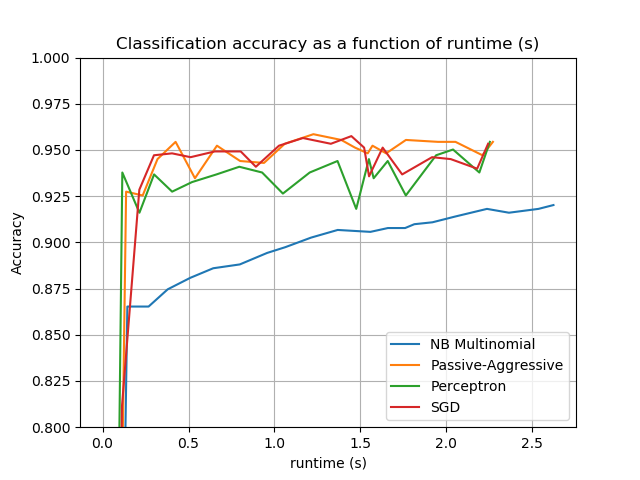 Classification accuracy as a function of runtime (s)
1.000
0.975
0.950
0.925
0.900
0.875
0.850
0.825
0.800
Accuracy
0.0 0.5 1.0 1.5 2.0 2.5
runtime (s)
NB Multinomial
Passive-Aggressive
Perceptron
SGD